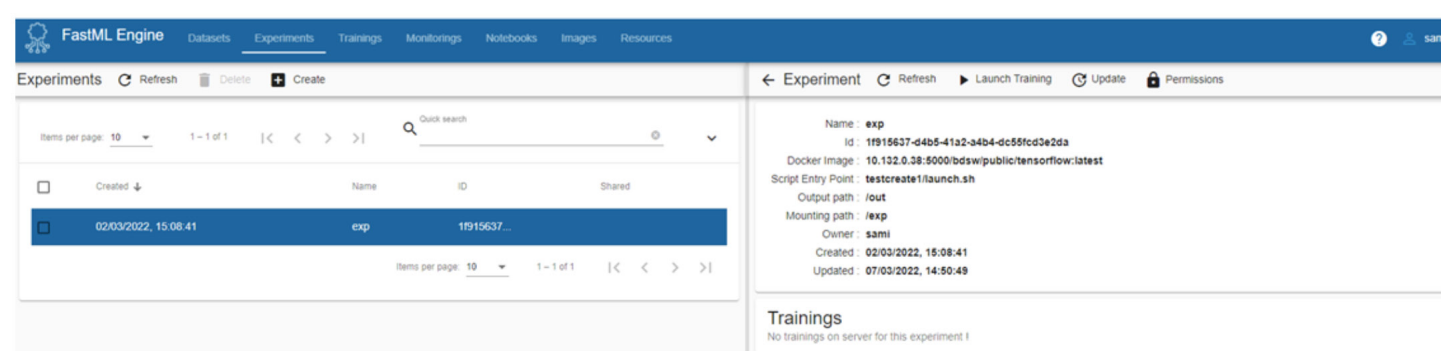 FastML Engine Datasets Experiments Trainings Monitorings Notebooks Images Resources ? sam
Experiments Refresh Delete Create
Items per page: 10 1 – 1 of 1 |< < > >| Quick search
Created ↓ Name ID Shared
02/03/2022, 15:08:41 exp 1f915637...
Items per page: 10 1 – 1 of 1 |< < > >|
← Experiment Refresh Launch Training Update Permissions
Name : exp
Id : 1f915637-d4b5-41a2-a4b4-dc55fcd3e2da
Docker Image : 10.132.0.38:5000/bdsw/public/tensorflow:latest
Script Entry Point : testcreate1/launch.sh
Output path : /out
Mounting path : /exp
Owner : sami
Created : 02/03/2022, 15:08:41
Updated : 07/03/2022, 14:50:49
Trainings
No trainings on server for this experiment !